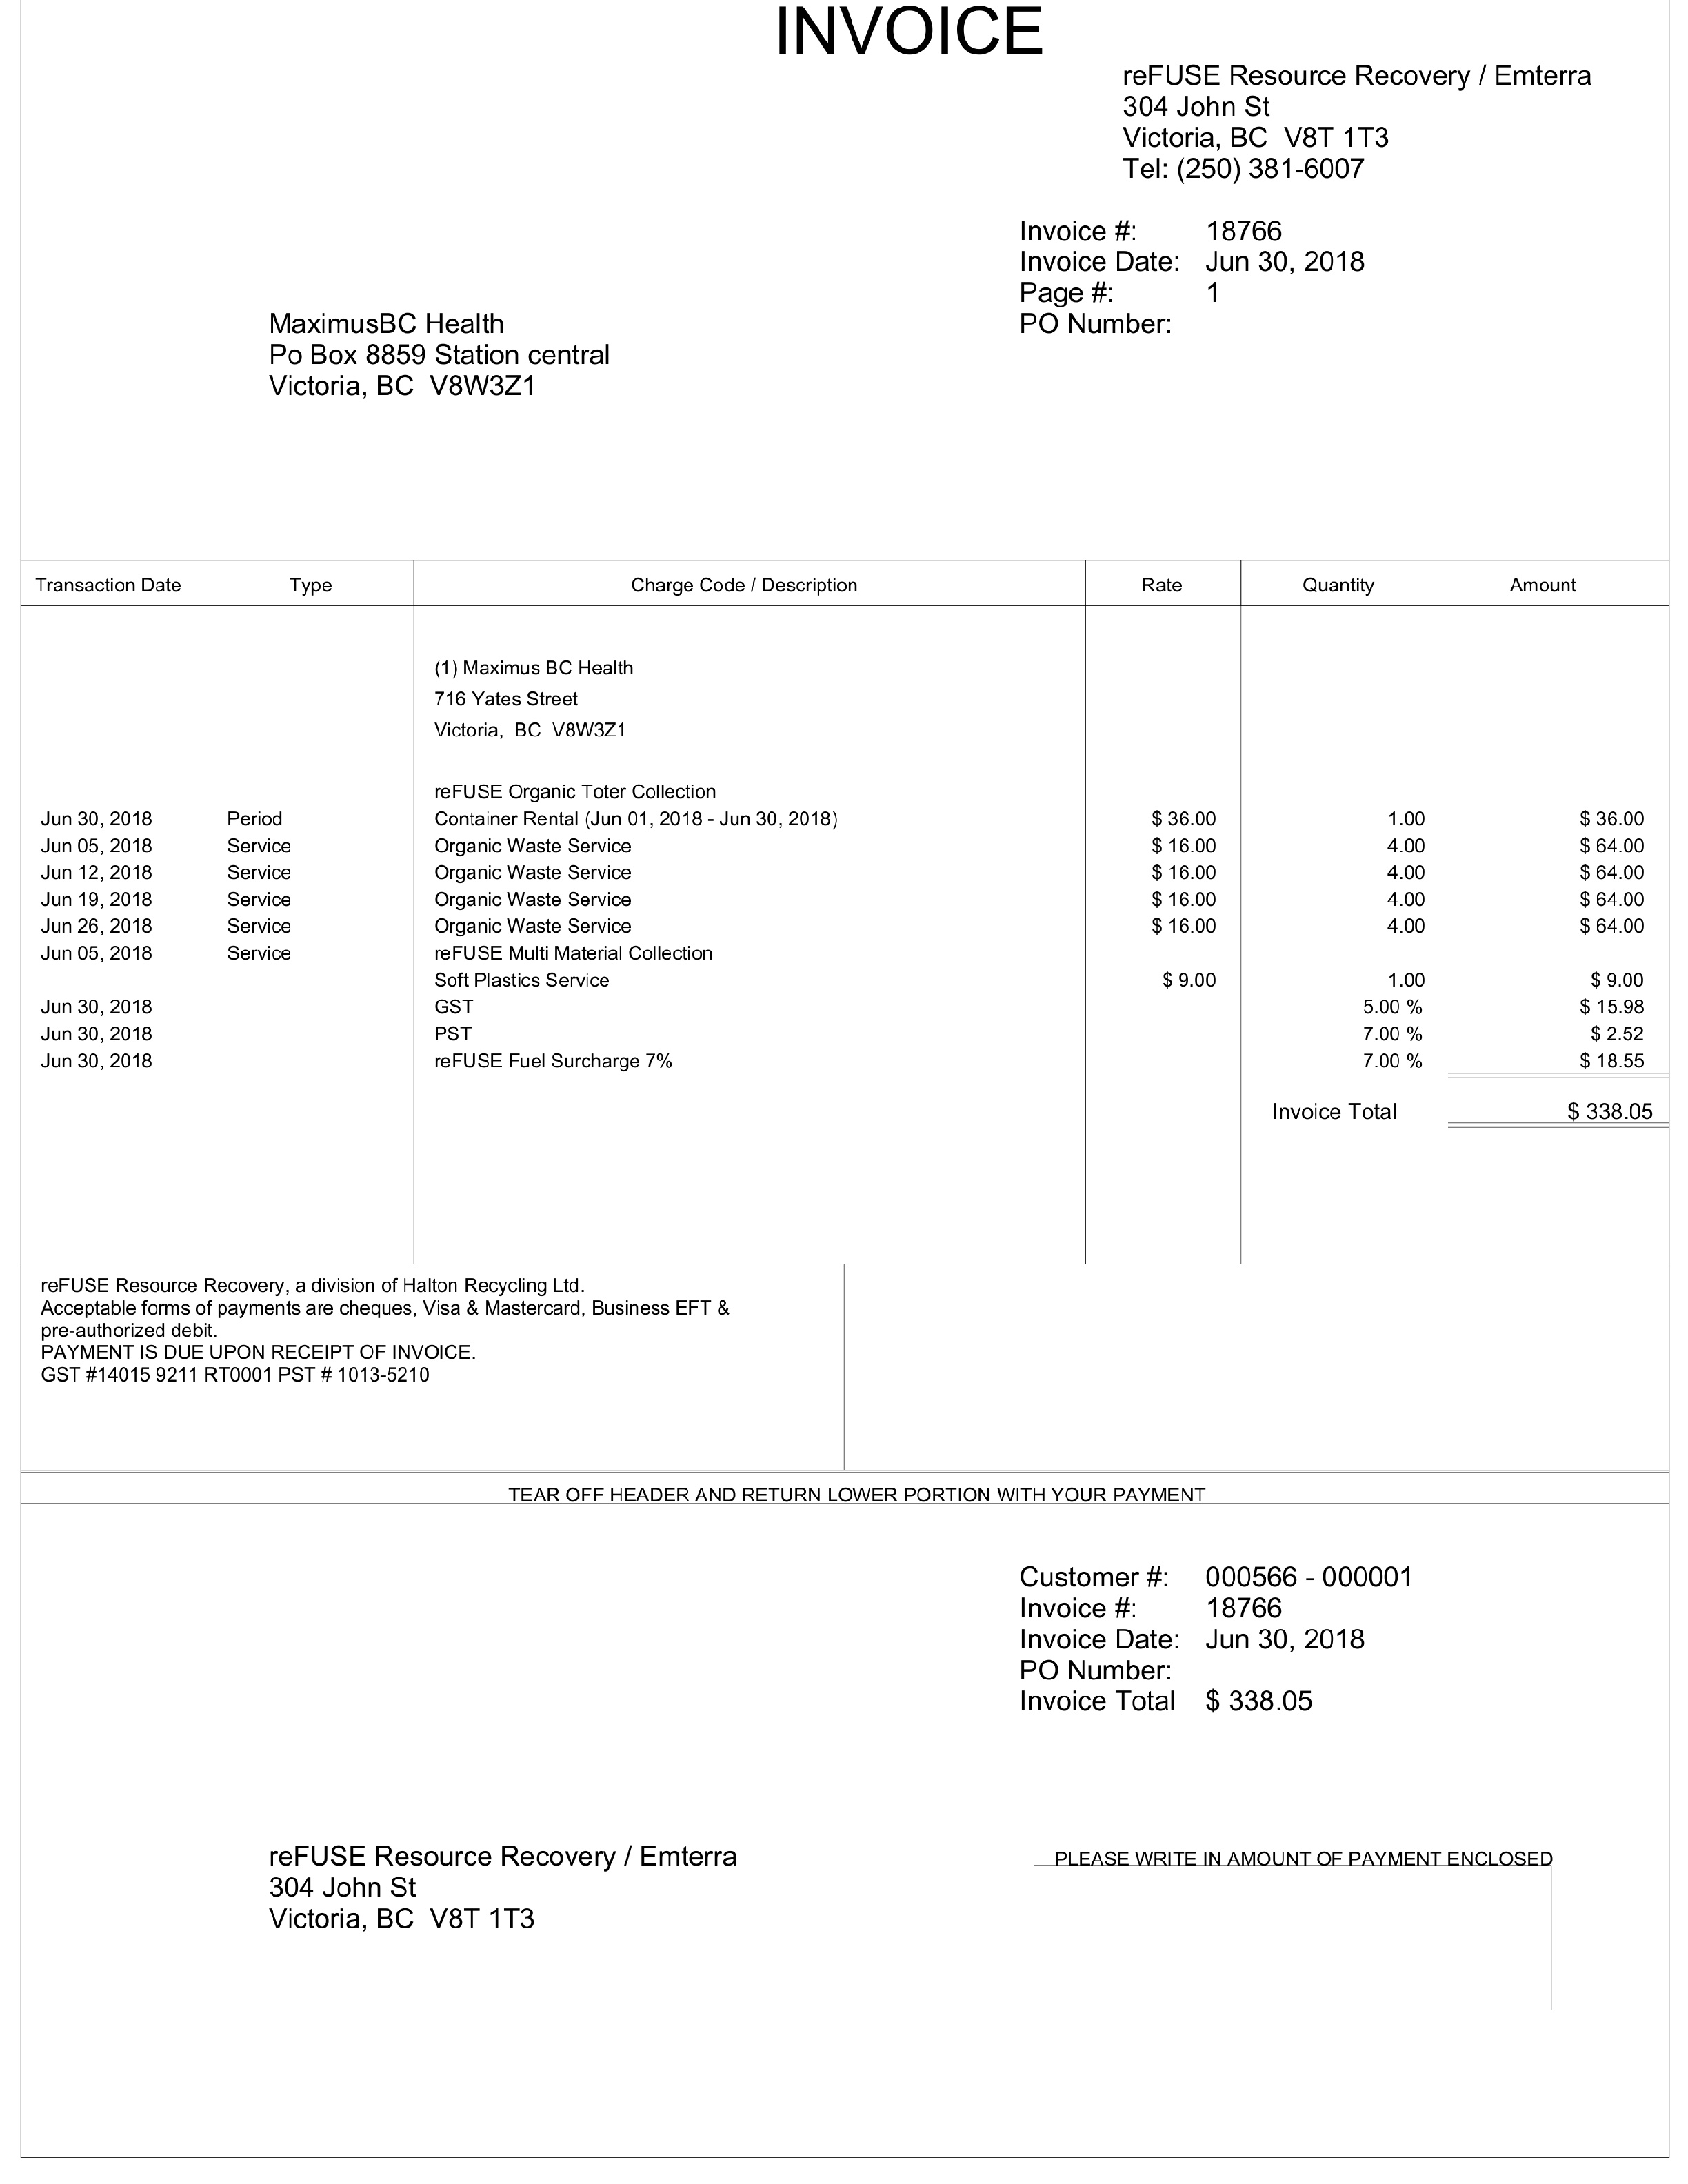 INVOICE
reFUSE Resource Recovery / Emterra
304 John St
Victoria, BC  V8T 1T3
Tel: (250) 381-6007
Invoice #: 18766
Invoice Date: Jun 30, 2018
Page #: 1
PO Number:
MaximusBC Health
Po Box 8859 Station central
Victoria, BC  V8W3Z1
Transaction Date Type Charge Code / Description Rate Quantity Amount
(1) Maximus BC Health
716 Yates Street
Victoria,  BC  V8W3Z1
reFUSE Organic Toter Collection
Jun 30, 2018 Period Container Rental (Jun 01, 2018 - Jun 30, 2018) $ 36.00 1.00 $ 36.00
Jun 05, 2018 Service Organic Waste Service $ 16.00 4.00 $ 64.00
Jun 12, 2018 Service Organic Waste Service $ 16.00 4.00 $ 64.00
Jun 19, 2018 Service Organic Waste Service $ 16.00 4.00 $ 64.00
Jun 26, 2018 Service Organic Waste Service $ 16.00 4.00 $ 64.00
Jun 05, 2018 Service reFUSE Multi Material Collection
Soft Plastics Service $ 9.00 1.00 $ 9.00
Jun 30, 2018 GST 5.00 % $ 15.98
Jun 30, 2018 PST 7.00 % $ 2.52
Jun 30, 2018 reFUSE Fuel Surcharge 7% 7.00 % $ 18.55
Invoice Total $ 338.05
reFUSE Resource Recovery, a division of Halton Recycling Ltd.
Acceptable forms of payments are cheques, Visa & Mastercard, Business EFT &
pre-authorized debit.
PAYMENT IS DUE UPON RECEIPT OF INVOICE.
GST #14015 9211 RT0001 PST # 1013-5210
TEAR OFF HEADER AND RETURN LOWER PORTION WITH YOUR PAYMENT
Customer #: 000566 - 000001
Invoice #: 18766
Invoice Date: Jun 30, 2018
PO Number:
Invoice Total $ 338.05
reFUSE Resource Recovery / Emterra
304 John St
Victoria, BC  V8T 1T3
PLEASE WRITE IN AMOUNT OF PAYMENT ENCLOSED